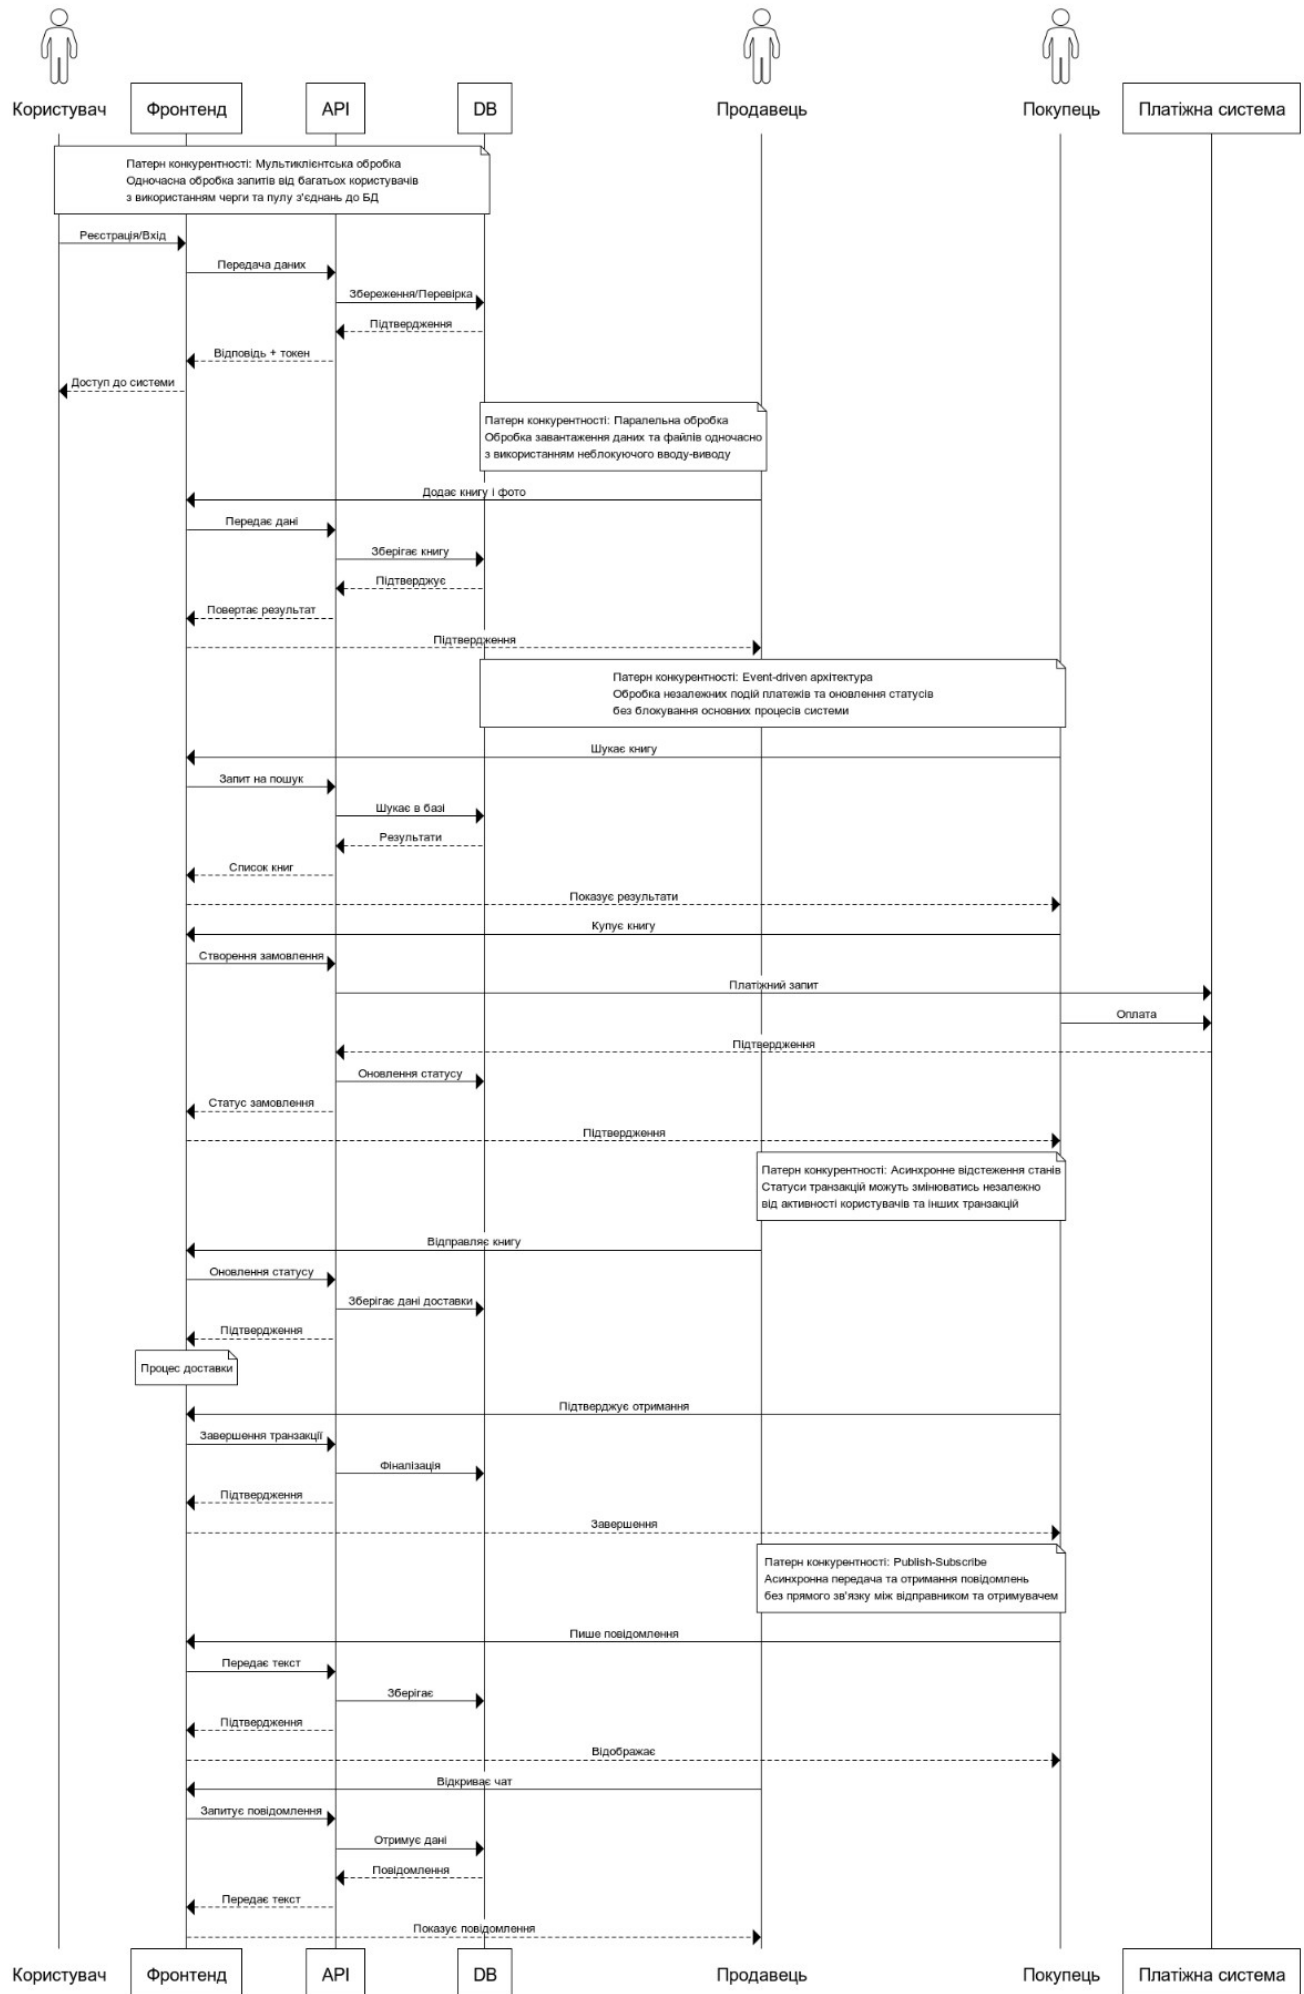 Користувач
Фронтенд
API
DB
Продавець
Покупець
Платіжна система
Патерн конкурентності: Мультиклієнтська обробка
Одночасна обробка запитів від багатьох користувачів
з використанням черги та пулу з'єднань до БД
Реєстрація/Вхід
Передача даних
Збереження/Перевірка
Підтвердження
Відповідь + токен
Доступ до системи
Патерн конкурентності: Паралельна обробка
Обробка завантаження даних та файлів одночасно
з використанням неблокуючого вводу-виводу
Додає книгу і фото
Передає дані
Зберігає книгу
Підтверджує
Повертає результат
Підтвердження
Патерн конкурентності: Event-driven архітектура
Обробка незалежних подій платежів та оновлення статусів
без блокування основних процесів системи
Шукає книгу
Запит на пошук
Шукає в базі
Результати
Список книг
Показує результати
Купує книгу
Створення замовлення
Платіжний запит
Оплата
Підтвердження
Оновлення статусу
Статус замовлення
Підтвердження
Патерн конкурентності: Асинхронне відстеження станів
Статуси транзакцій можуть змінюватись незалежно
від активності користувачів та інших транзакцій
Відправляє книгу
Оновлення статусу
Зберігає дані доставки
Підтвердження
Процес доставки
Підтверджує отримання
Завершення транзакції
Фіналізація
Підтвердження
Завершення
Патерн конкурентності: Publish-Subscribe
Асинхронна передача та отримання повідомлень
без прямого зв'язку між відправником та отримувачем
Пише повідомлення
Передає текст
Зберігає
Підтвердження
Відображає
Відкриває чат
Запитує повідомлення
Отримує дані
Повідомлення
Передає текст
Показує повідомлення
Користувач
Фронтенд
API
DB
Продавець
Покупець
Платіжна система